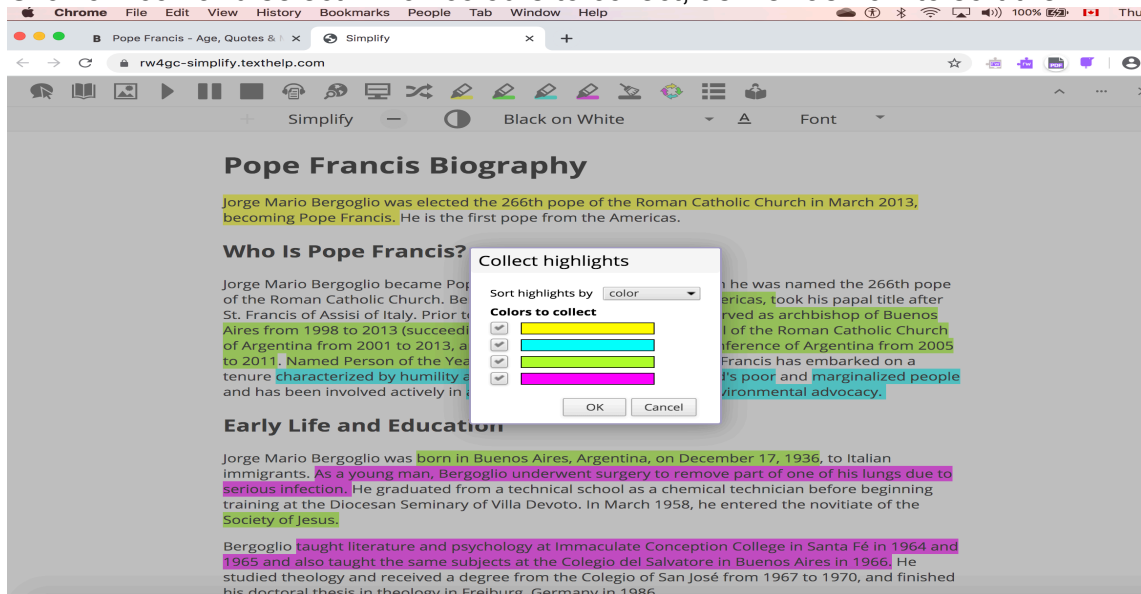 Chrome File Edit View History Bookmarks People Tab Window Help 100% Thu
B Pope Francis - Age, Quotes & Simplify
rw4gc-simplify.texthelp.com
Simplify Black on White A Font
Pope Francis Biography
Jorge Mario Bergoglio was elected the 266th pope of the Roman Catholic Church in March 2013,
becoming Pope Francis. He is the first pope from the Americas.
Who Is Pope Francis?
Collect highlights
Sort highlights by color
Colors to collect
OK Cancel
Jorge Mario Bergoglio became he was named the 266th pope
of the Roman Catholic Church. took his papal title after
St. Francis of Assisi of Italy. Prior as archbishop of Buenos
Aires from 1998 to 2013 of the Roman Catholic Church
of Argentina from 2001 to 2013, of Argentina from 2005
to 2011. Named Person of the Francis has embarked on a
tenure characterized by humility poor and marginalized people
and has been involved actively in advocacy.
Early Life and Education
Jorge Mario Bergoglio was born in Buenos Aires, Argentina, on December 17, 1936, to Italian
immigrants. As a young man, Bergoglio underwent surgery to remove part of one of his lungs due to
serious infection. He graduated from a technical school as a chemical technician before beginning
training at the Diocesan Seminary of Villa Devoto. In March 1958, he entered the novitiate of the
Society of Jesus.
Bergoglio taught literature and psychology at Immaculate Conception College in Santa Fé in 1964 and
1965 and also taught the same subjects at the Colegio del Salvatore in Buenos Aires in 1966. He
studied theology and received a degree from the Colegio of San José from 1967 to 1970, and finished
his doctoral thesis in theology in Freiburg, Germany in 1986.